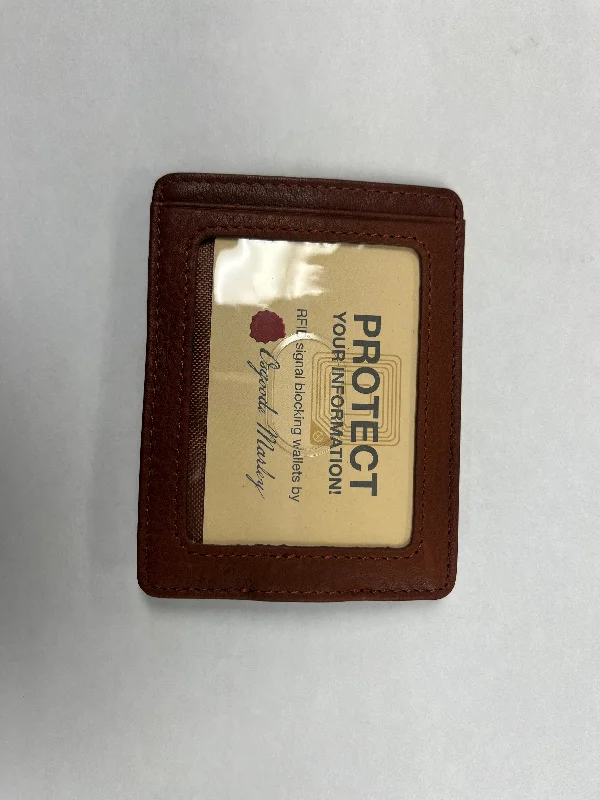 PROTECT
YOUR INFORMATION!
RFID signal blocking wallets by
Osgoode Marley